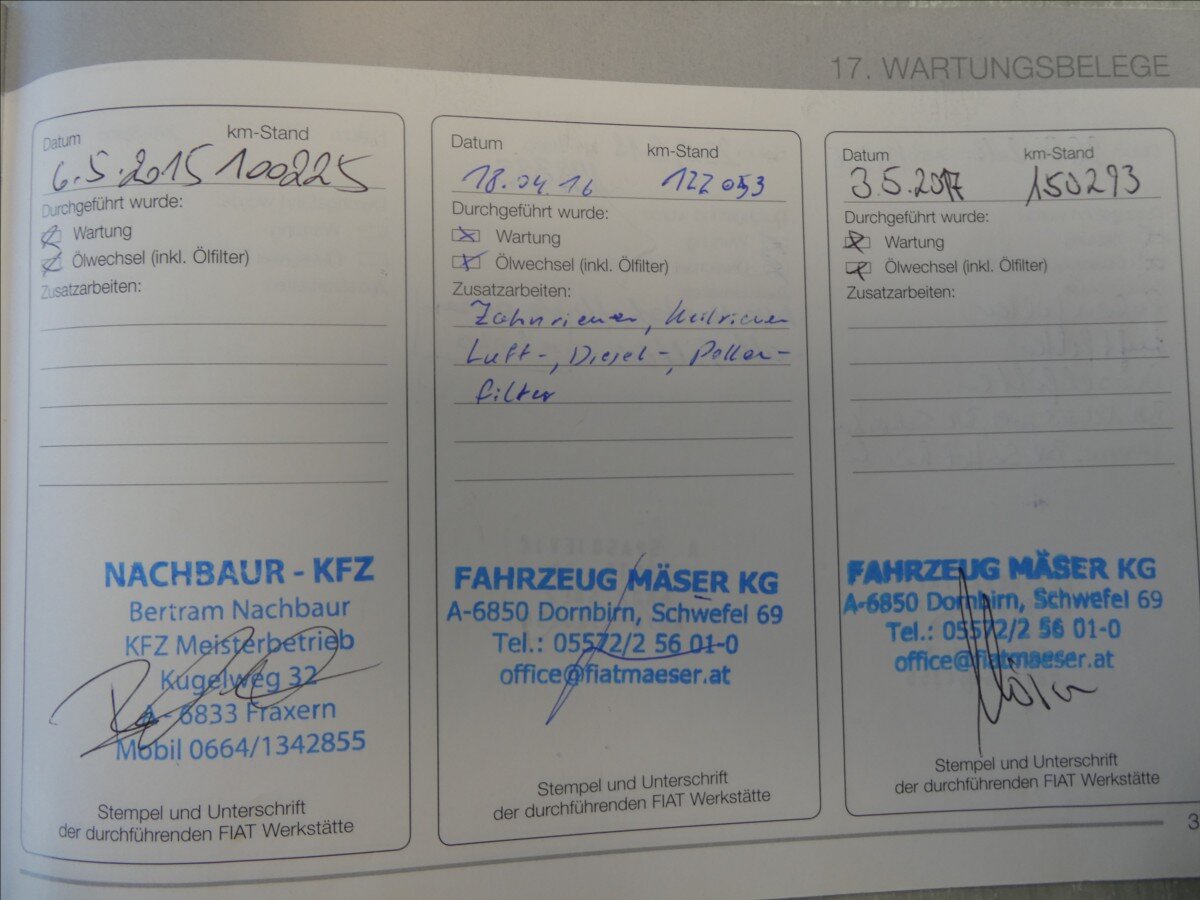 17. WARTUNGSBELEGE
Datum km-Stand
6.5.2015 100225
Durchgeführt wurde:
Wartung
Ölwechsel (inkl. Ölfilter)
Zusatzarbeiten:
NACHBAUR - KFZ
Bertram Nachbaur
KFZ Meisterbetrieb
Kugelweg 32
A - 6833 Fraxern
Mobil 0664/1342855
Stempel und Unterschrift
der durchführenden FIAT Werkstätte
Datum km-Stand
18.04.16 122053
Durchgeführt wurde:
Wartung
Ölwechsel (inkl. Ölfilter)
Zusatzarbeiten:
Zahnriemen, Keilriemen
Luft-, Diesel-, Pollen-
filter
FAHRZEUG MÄSER KG
A-6850 Dornbirn, Schwefel 69
Tel.: 05572/2 56 01-0
office@fiatmaeser.at
Stempel und Unterschrift
der durchführenden FIAT Werkstätte
Datum km-Stand
3.5.2017 150293
Durchgeführt wurde:
Wartung
Ölwechsel (inkl. Ölfilter)
Zusatzarbeiten:
FAHRZEUG MÄSER KG
A-6850 Dornbirn, Schwefel 69
Tel.: 05572/2 56 01-0
office@fiatmaeser.at
Stempel und Unterschrift
der durchführenden FIAT Werkstätte
3